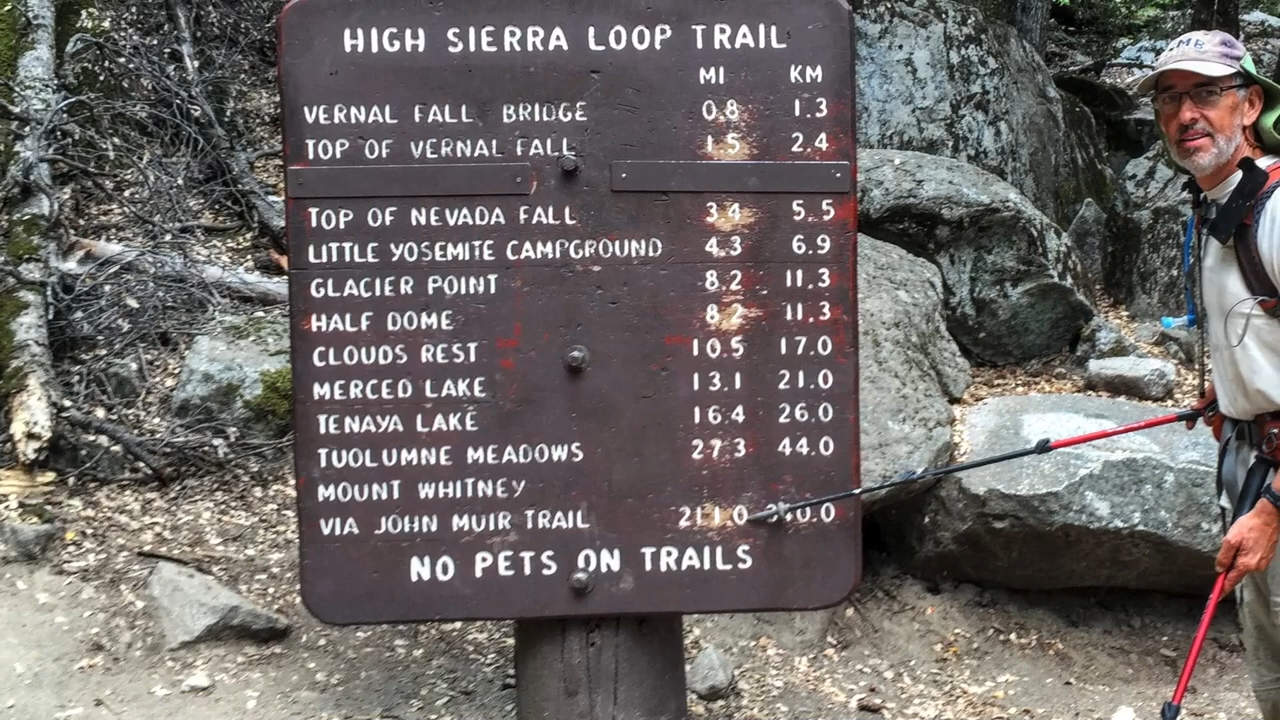 HIGH SIERRA LOOP TRAIL
MI KM
VERNAL FALL BRIDGE 0.8 1.3
TOP OF VERNAL FALL 1.5 2.4
TOP OF NEVADA FALL 3.4 5.5
LITTLE YOSEMITE CAMPGROUND 4.3 6.9
GLACIER POINT 8.2 11.3
HALF DOME 8.2 11.3
CLOUDS REST 10.5 17.0
MERCED LAKE 13.1 21.0
TENAYA LAKE 16.4 26.0
TUOLUMNE MEADOWS 27.3 44.0
MOUNT WHITNEY
VIA JOHN MUIR TRAIL 211.0
NO PETS ON TRAILS